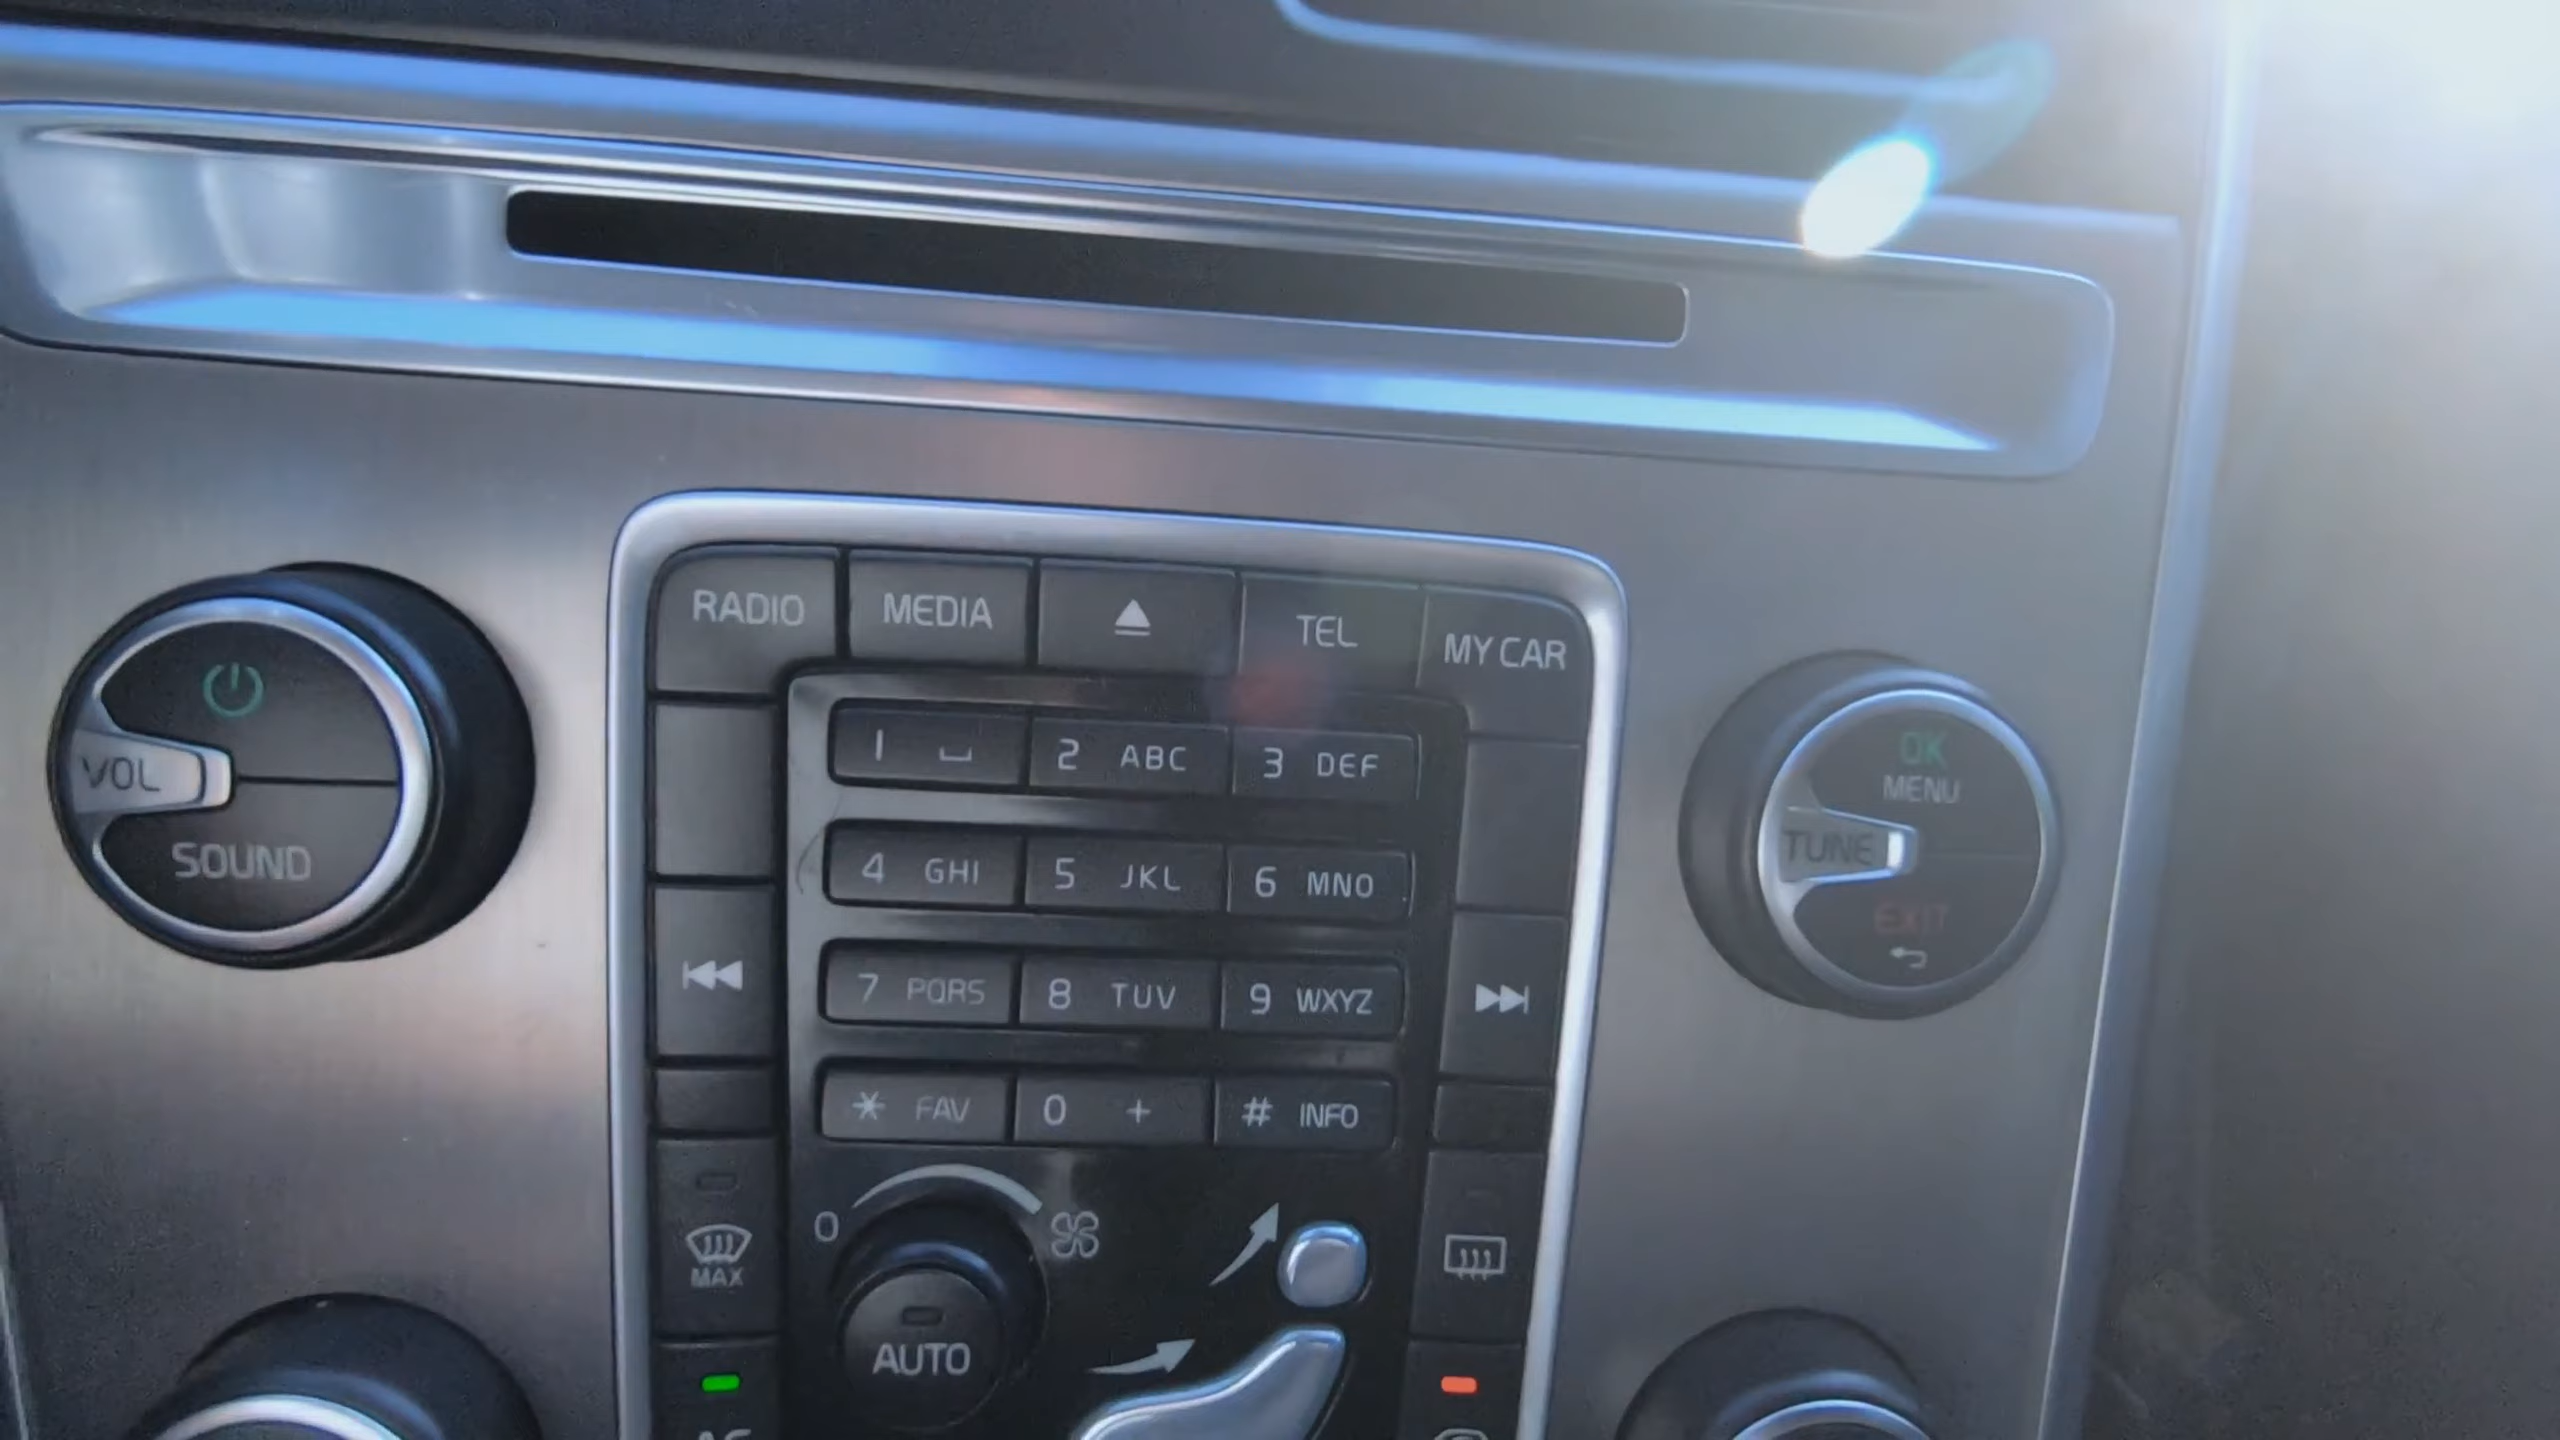 RADIO
MEDIA
TEL
MY CAR
VOL
SOUND
1
2 ABC
3 DEF
4 GHI
5 JKL
6 MNO
7 PQRS
8 TUV
9 WXYZ
* FAV
0 +
# INFO
OK
MENU
TUNE
EXIT
0
MAX
AUTO